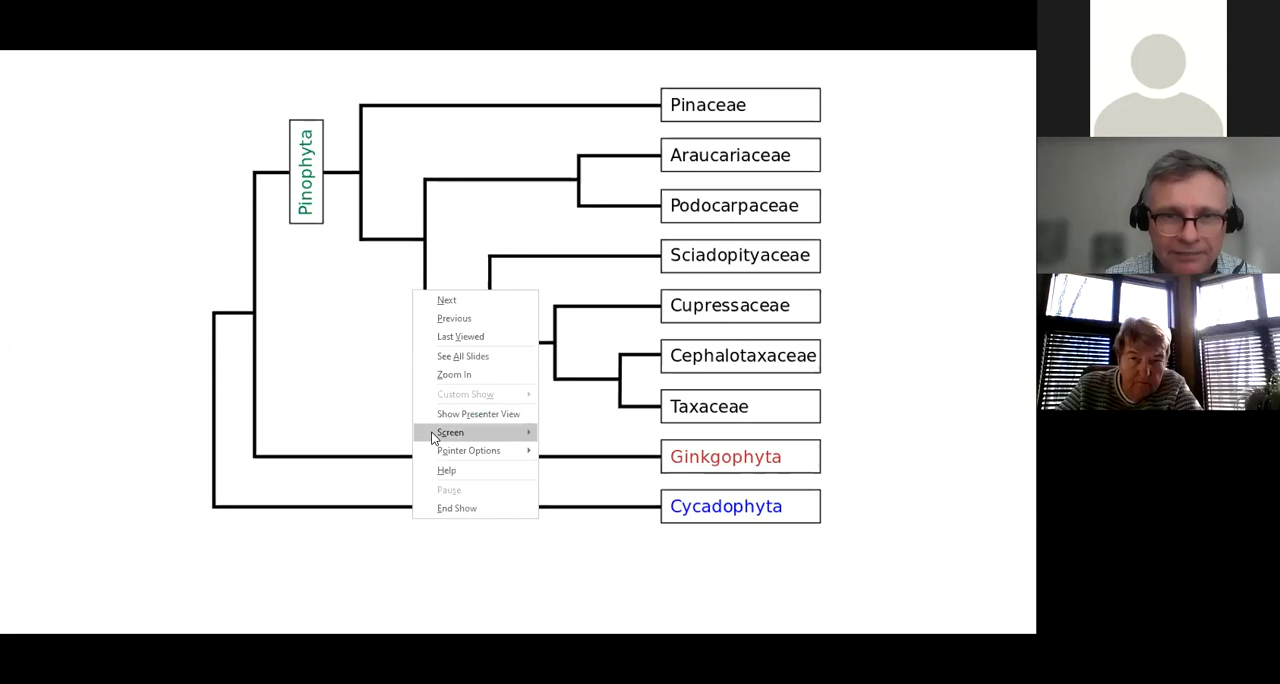 Pinophyta
Pinaceae
Araucariaceae
Podocarpaceae
Sciadopityaceae
Cupressaceae
Cephalotaxaceae
Taxaceae
Ginkgophyta
Cycadophyta
Next
Previous
Last Viewed
See All Slides
Zoom In
Custom Show
Show Presenter View
Screen
Pointer Options
Help
Pause
End Show